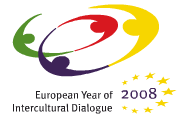 European Year of 2008
Intercultural Dialogue